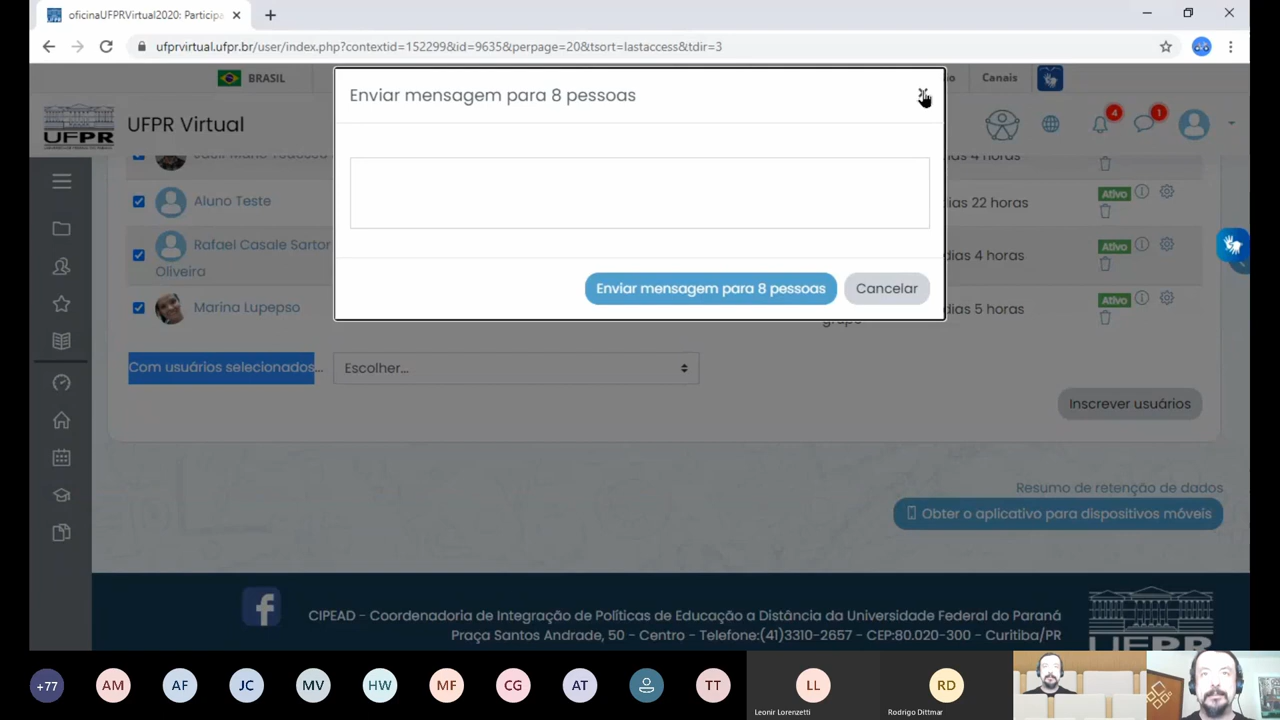 oficinaUFPRVirtual2020: Participa
ufprvirtual.ufpr.br/user/index.php?contextid=152299&id=9635&perpage=20&tsort=lastaccess&tdir=3
BRASIL
Canais
Enviar mensagem para 8 pessoas
UFPR
UFPR Virtual
4
1
Aluno Teste
ias 22 horas
Ativo
Rafael Casale Sartor
Oliveira
dias 4 horas
Ativo
Marina Lupepso
dias 5 horas
Ativo
Enviar mensagem para 8 pessoas
Cancelar
Com usuários selecionados...
Escolher...
Inscrever usuários
Resumo de retenção de dados
Obter o aplicativo para dispositivos móveis
CIPEAD - Coordenadoria de Integração de Políticas de Educação a Distância da Universidade Federal do Paraná
Praça Santos Andrade, 50 - Centro - Telefone:(41)3310-2657 - CEP:80.020-300 - Curitiba/PR
UFPR
+77
AM
AF
JC
MV
HW
MF
CG
AT
TT
LL
Leonir Lorenzetti
RD
Rodrigo Dittmar